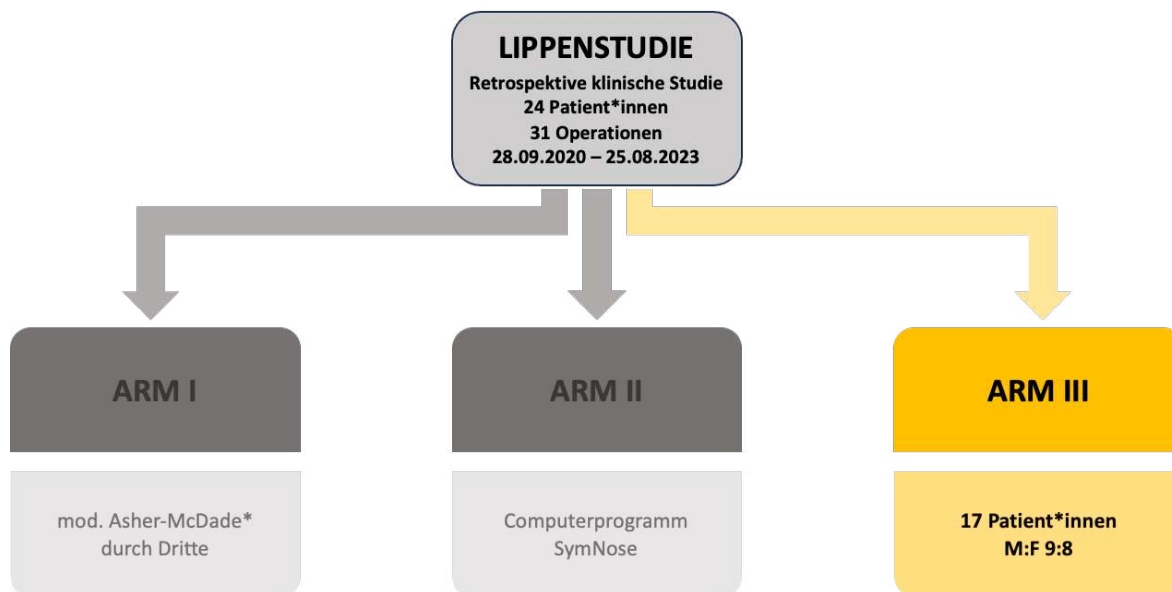 LIPPENSTUDIE
Retrospektive klinische Studie
24 Patient*innen
31 Operationen
28.09.2020 – 25.08.2023
ARM I
ARM II
ARM III
mod. Asher-McDade*
durch Dritte
Computerprogramm
SymNose
17 Patient*innen
M:F 9:8